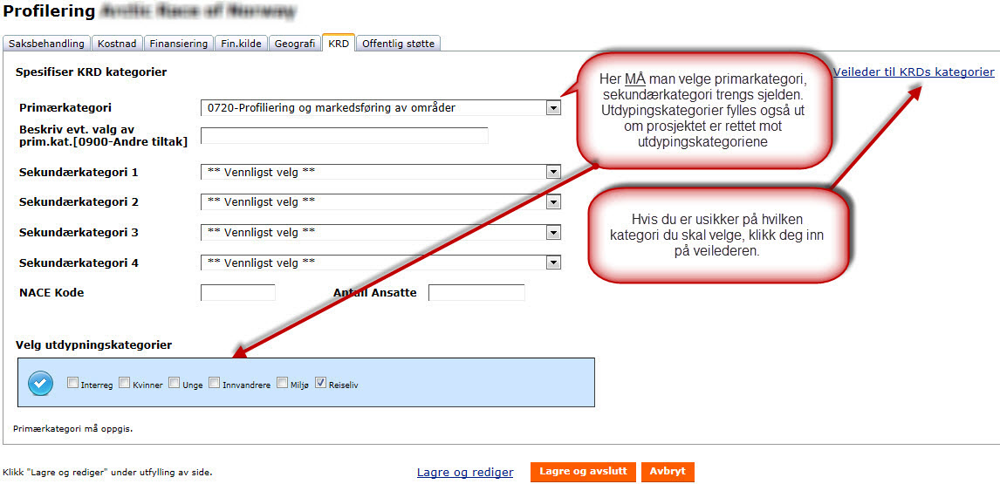 Profilering Arctic Race of Norway
Saksbehandling Kostnad Finansiering Fin.kilde Geografi KRD Offentlig støtte
Spesifiser KRD kategorier
Veileder til KRDs kategorier
Her MÅ man velge primarkategori,
sekundærkategori trengs sjelden.
Utdypingskategorier fylles også ut
om prosjektet er rettet mot
utdypingskategoriene
Primærkategori 0720-Profiliering og markedsføring av områder
Beskriv evt. valg av
prim.kat.[0900-Andre tiltak]
Sekundærkategori 1 ** Vennligst velg **
Sekundærkategori 2 ** Vennligst velg **
Sekundærkategori 3 ** Vennligst velg **
Sekundærkategori 4 ** Vennligst velg **
Hvis du er usikker på hvilken
kategori du skal velge, klikk deg inn
på veilederen.
NACE Kode Antall Ansatte
Velg utdypningskategorier
Interreg Kvinner Unge Innvandrere Miljø Reiseliv
Primærkategori må oppgis.
Klikk "Lagre og rediger" under utfylling av side. Lagre og rediger Lagre og avslutt Avbryt